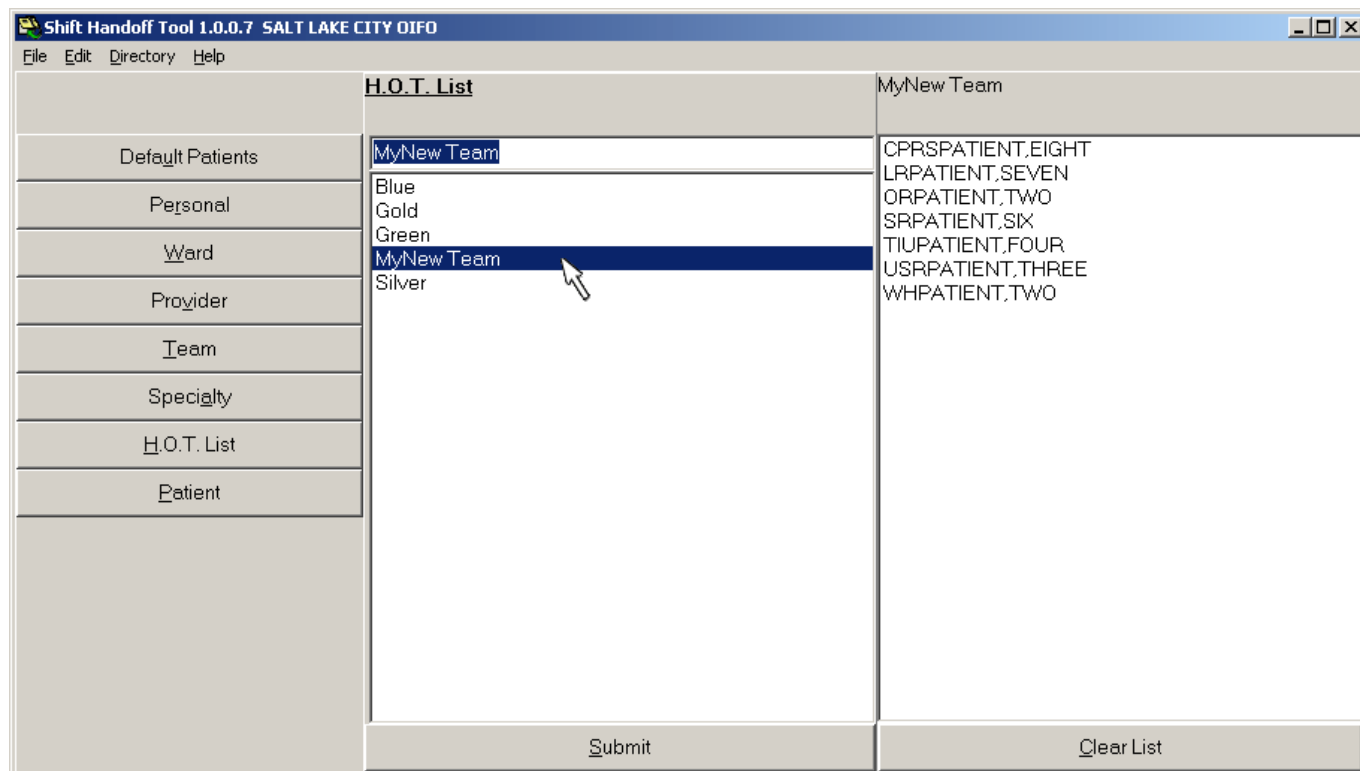 Shift Handoff Tool 1.0.0.7 SALT LAKE CITY OIFO
File Edit Directory Help
H.O.T. List
MyNew Team
Default Patients
Personal
Ward
Provider
Team
Specialty
H.O.T. List
Patient
MyNew Team
Blue
Gold
Green
MyNew Team
Silver
CPRSPATIENT,EIGHT
LRPATIENT,SEVEN
ORPATIENT,TWO
SRPATIENT,SIX
TIUPATIENT,FOUR
USRPATIENT,THREE
WHPATIENT,TWO
Submit
Clear List